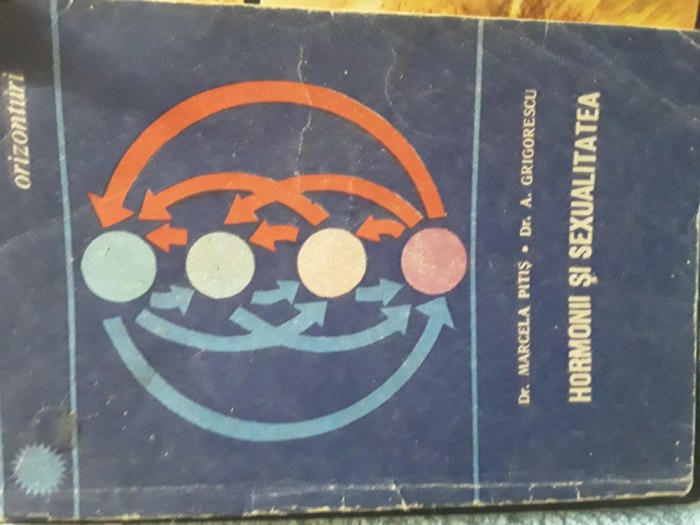 orizonturi
Dr. MARCELA PITIȘ • Dr. A. GRIGORESCU
HORMONII ȘI SEXUALITATEA